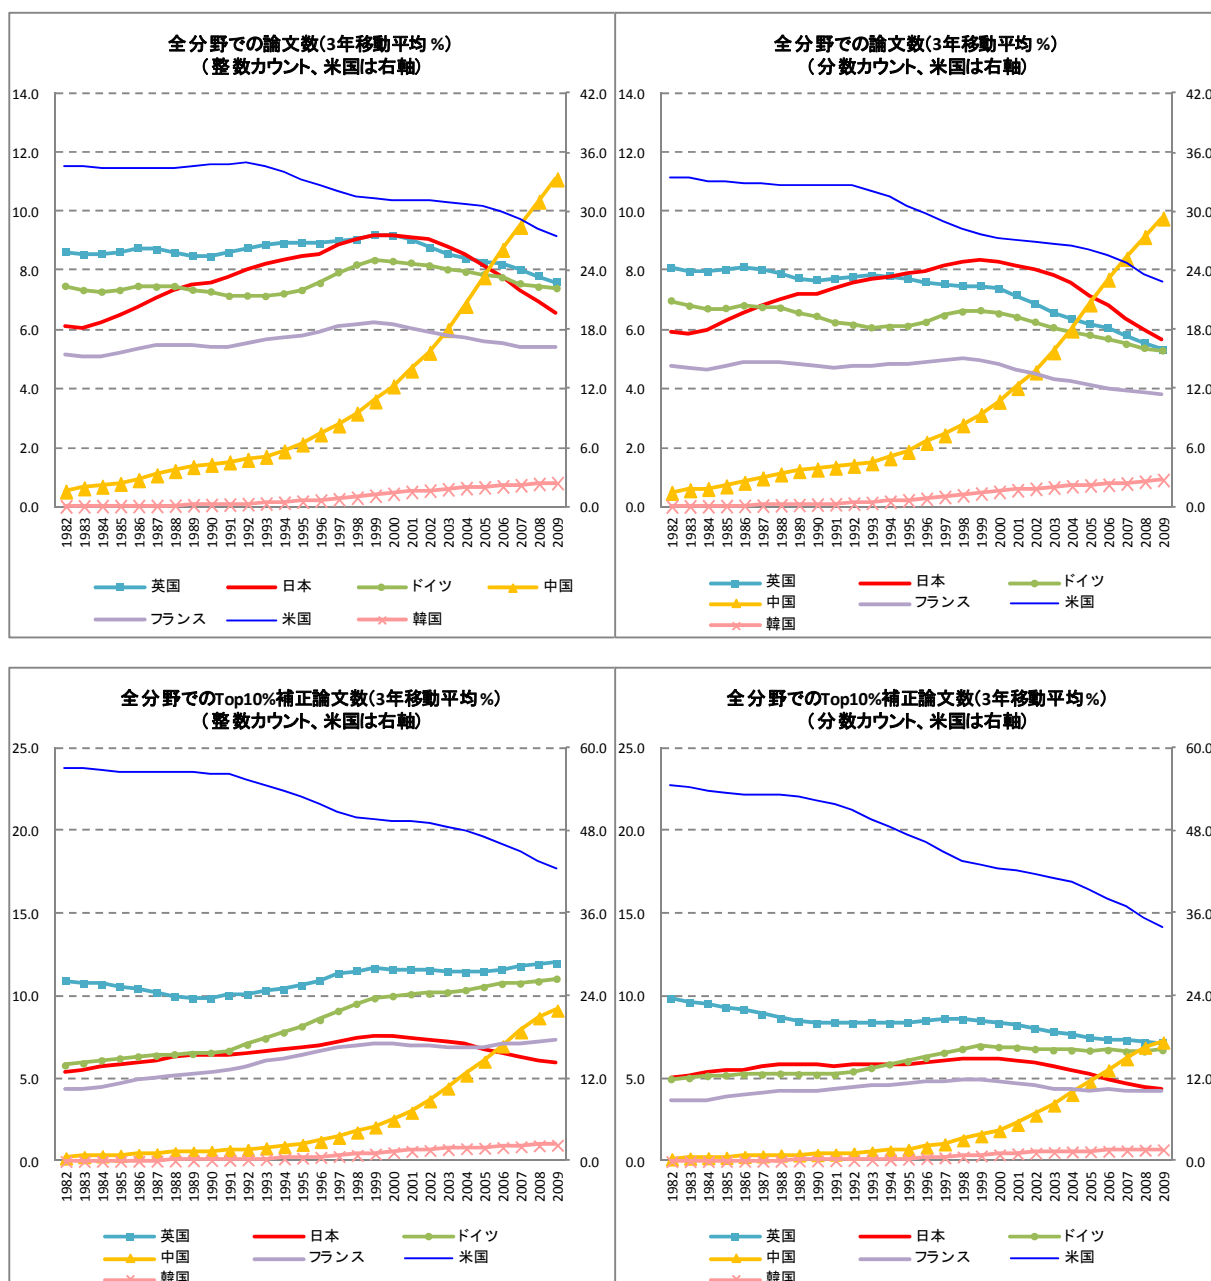 全分野での論文数(3年移動平均 %)
(整数カウント、米国は右軸)
14.0
12.0
10.0
8.0
6.0
4.0
2.0
0.0
42.0
36.0
30.0
24.0
18.0
12.0
6.0
0.0
1982 1983 1984 1985 1986 1987 1988 1989 1990 1991 1992 1993 1994 1995 1996 1997 1998 1999 2000 2001 2002 2003 2004 2005 2006 2007 2008 2009
英国 日本 ドイツ 中国
フランス 米国 韓国
全分野での論文数(3年移動平均 %)
(分数カウント、米国は右軸)
14.0
12.0
10.0
8.0
6.0
4.0
2.0
0.0
42.0
36.0
30.0
24.0
18.0
12.0
6.0
0.0
1982 1983 1984 1985 1986 1987 1988 1989 1990 1991 1992 1993 1994 1995 1996 1997 1998 1999 2000 2001 2002 2003 2004 2005 2006 2007 2008 2009
英国 日本 ドイツ
中国 フランス 米国
韓国
全分野でのTop10%補正論文数(3年移動平均%)
(整数カウント、米国は右軸)
25.0
20.0
15.0
10.0
5.0
0.0
60.0
48.0
36.0
24.0
12.0
0.0
1982 1983 1984 1985 1986 1987 1988 1989 1990 1991 1992 1993 1994 1995 1996 1997 1998 1999 2000 2001 2002 2003 2004 2005 2006 2007 2008 2009
英国 日本 ドイツ
中国 フランス 米国
韓国
全分野でのTop10%補正論文数(3年移動平均%)
(分数カウント、米国は右軸)
25.0
20.0
15.0
10.0
5.0
0.0
60.0
48.0
36.0
24.0
12.0
0.0
1982 1983 1984 1985 1986 1987 1988 1989 1990 1991 1992 1993 1994 1995 1996 1997 1998 1999 2000 2001 2002 2003 2004 2005 2006 2007 2008 2009
英国 日本 ドイツ
中国 フランス 米国
韓国